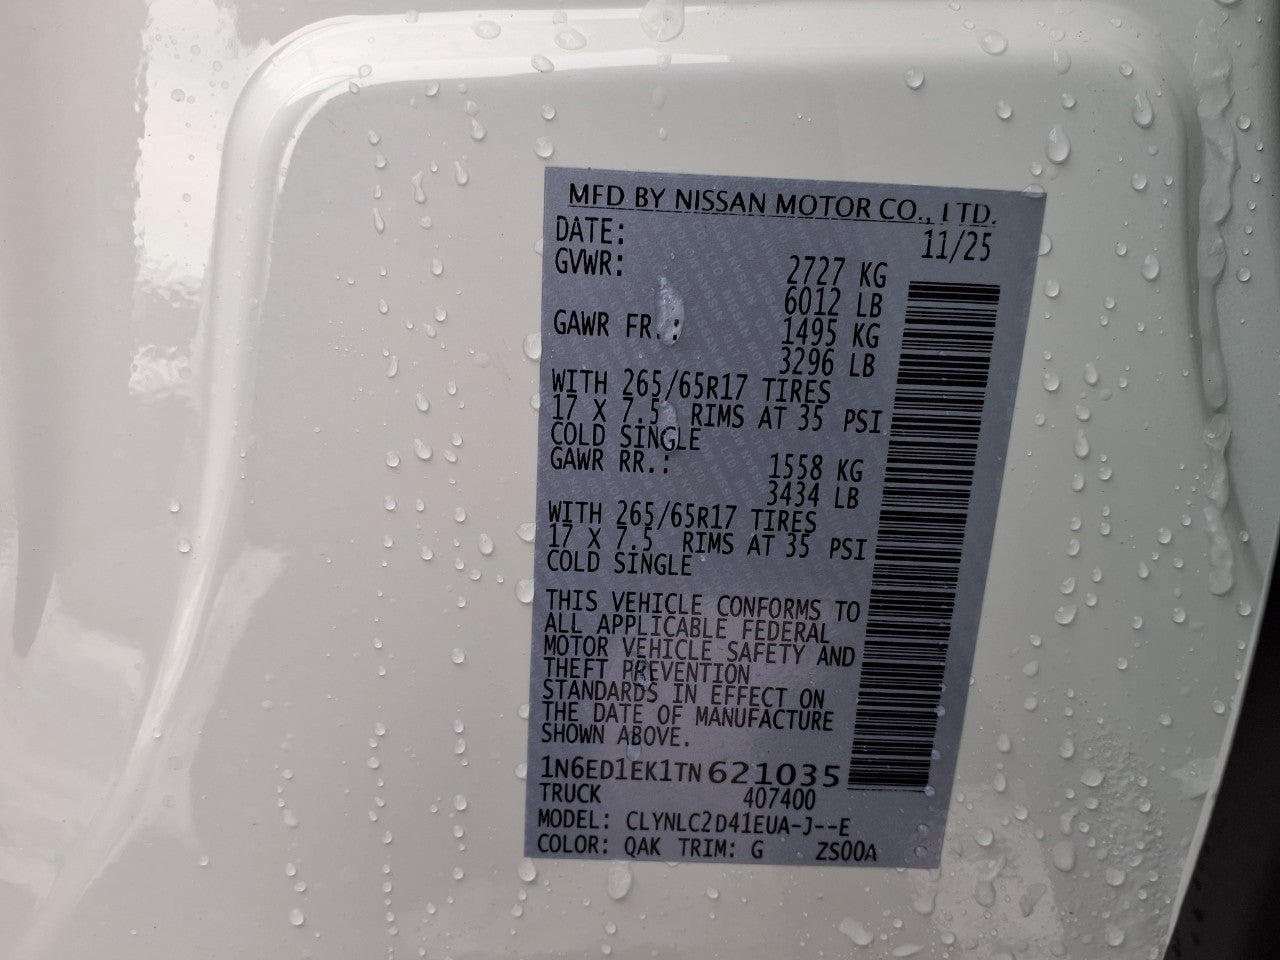 MFD BY NISSAN MOTOR CO., LTD.
DATE: 11/25
GVWR: 2727 KG
6012 LB
GAWR FR.: 1495 KG
3296 LB
WITH 265/65R17 TIRES
17 X 7.5 RIMS AT 35 PSI
COLD SINGLE
GAWR RR.: 1558 KG
3434 LB
WITH 265/65R17 TIRES
17 X 7.5 RIMS AT 35 PSI
COLD SINGLE
THIS VEHICLE CONFORMS TO
ALL APPLICABLE FEDERAL
MOTOR VEHICLE SAFETY AND
THEFT PREVENTION
STANDARDS IN EFFECT ON
THE DATE OF MANUFACTURE
SHOWN ABOVE.
1N6ED1EK1TN621035
TRUCK 407400
MODEL: CLYNLC2D41EUA-J--E
COLOR: QAK TRIM: G ZS00A